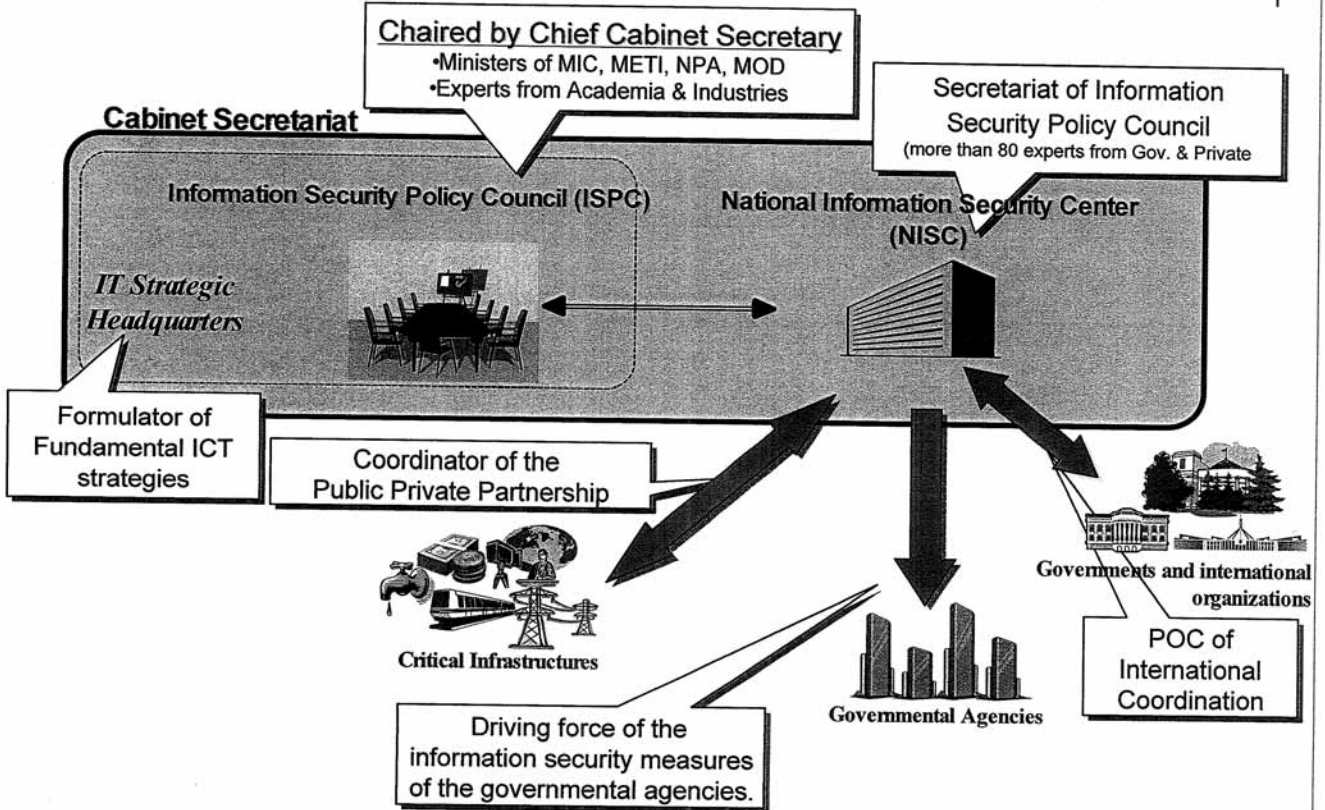 Chaired by Chief Cabinet Secretary
•Ministers of MIC, METI, NPA, MOD
•Experts from Academia & Industries
Secretariat of Information
Security Policy Council
(more than 80 experts from Gov. & Private
Cabinet Secretariat
Information Security Policy Council (ISPC)
National Information Security Center
(NISC)
IT Strategic
Headquarters
Formulator of
Fundamental ICT
strategies
Coordinator of the
Public Private Partnership
Critical Infrastructures
Governments and international
organizations
POC of
International
Coordination
Governmental Agencies
Driving force of the
information security measures
of the governmental agencies.